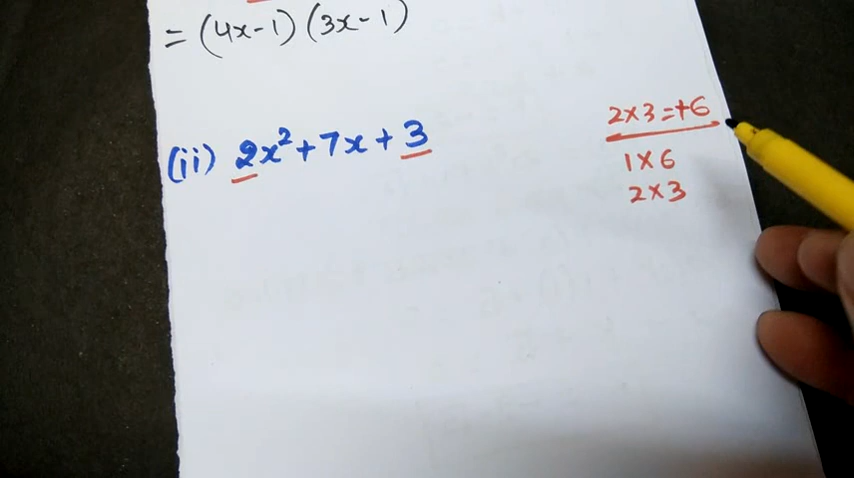 = (4x-1) (3x-1)
(ii) 2x²+7x+3
2×3=+6
1×6
2×3